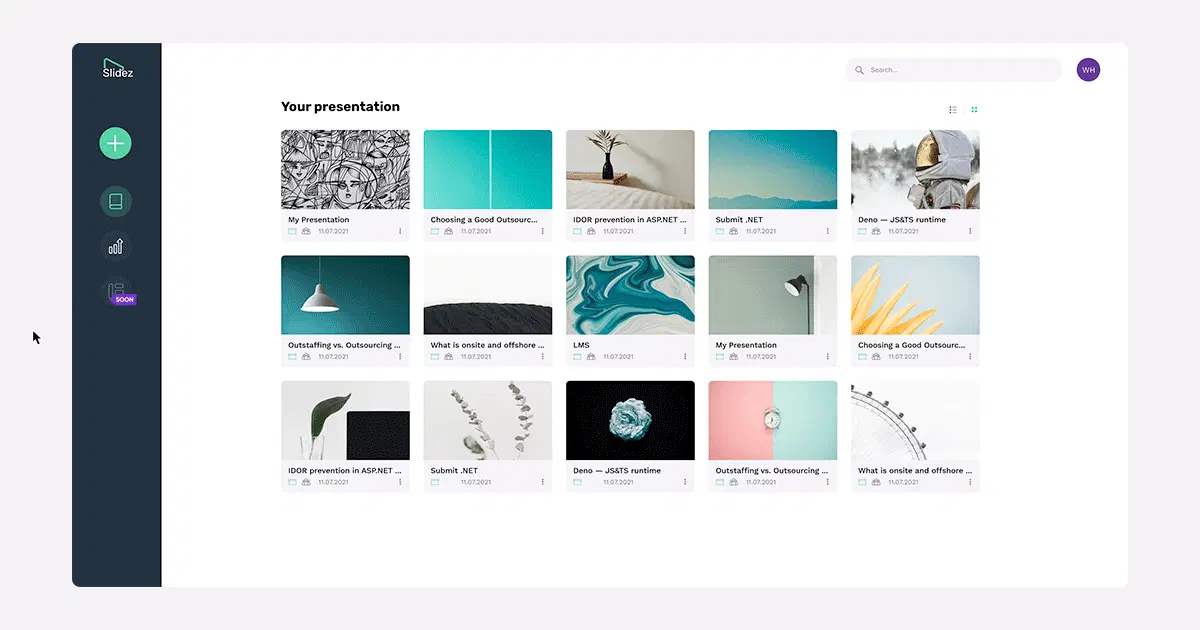 Slidez
Search...
WH
Your presentation
My Presentation
11.07.2021
Choosing a Good Outsourc...
11.07.2021
IDOR prevention in ASP.NET ...
11.07.2021
Submit .NET
11.07.2021
Deno — JS&TS runtime
11.07.2021
SOON
Outstaffing vs. Outsourcing ...
11.07.2021
What is onsite and offshore ...
11.07.2021
LMS
11.07.2021
My Presentation
11.07.2021
Choosing a Good Outsourc...
11.07.2021
IDOR prevention in ASP.NET ...
11.07.2021
Submit .NET
11.07.2021
Deno — JS&TS runtime
11.07.2021
Outstaffing vs. Outsourcing ...
11.07.2021
What is onsite and offshore ...
11.07.2021